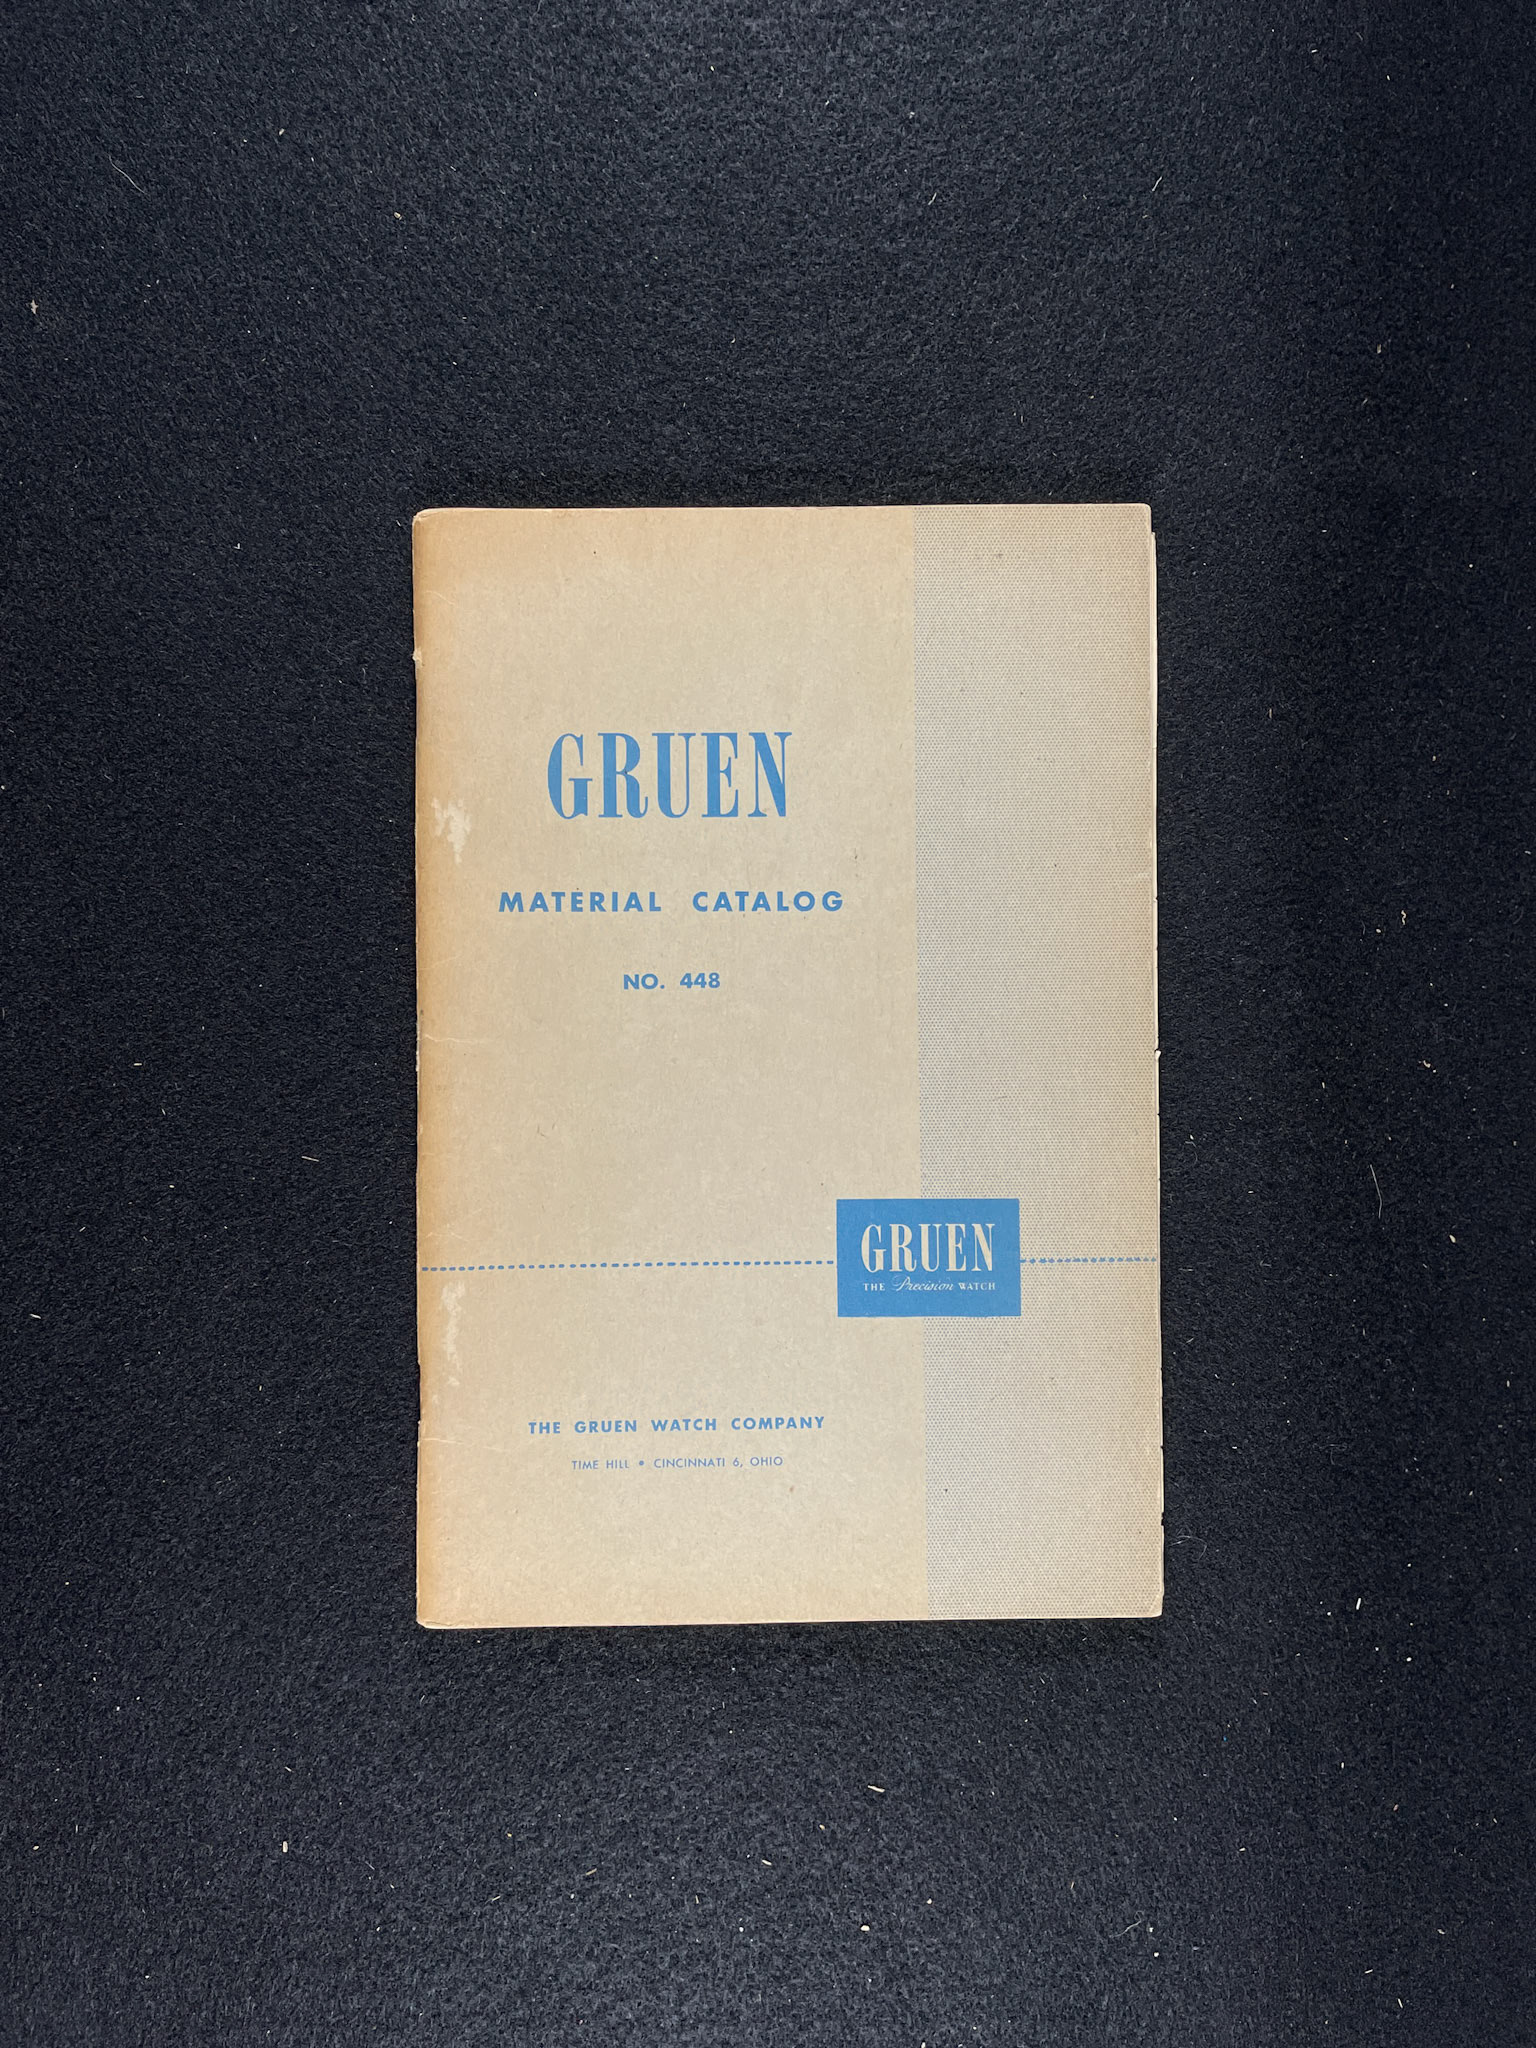 GRUEN
MATERIAL CATALOG
NO. 448
GRUEN
THE Precision WATCH
THE GRUEN WATCH COMPANY
TIME HILL • CINCINNATI 6, OHIO